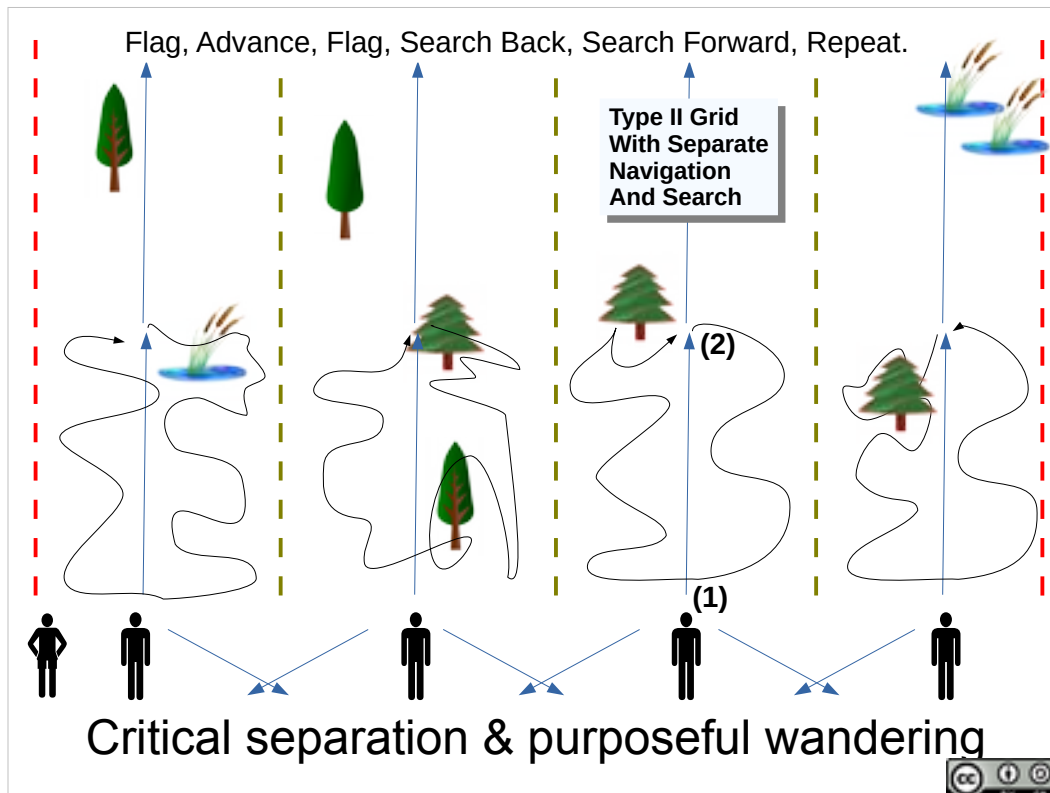 Flag, Advance, Flag, Search Back, Search Forward, Repeat.
Type II Grid
With Separate
Navigation
And Search
(2)
(1)
Critical separation & purposeful wandering
cc